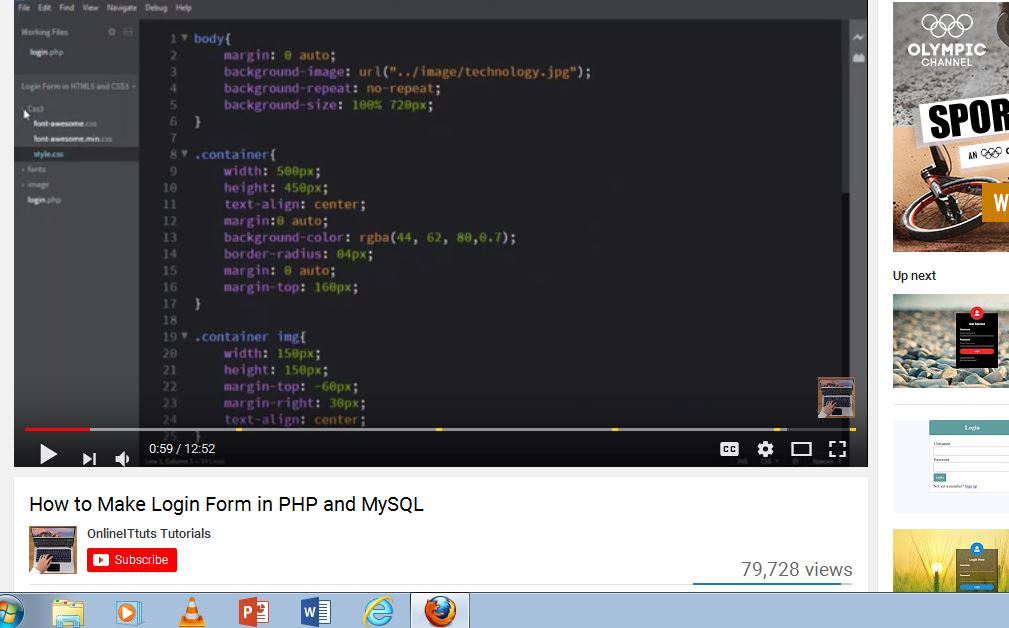 File Edit Find View Navigate Debug Help
Working Files
login.php
Login Form in HTML5 and CSS3
Css3
font-awesome.css
font-awesome.min.css
style.css
fonts
image
login.php
1 body{
2 margin: 0 auto;
3 background-image: url("../image/technology.jpg");
4 background-repeat: no-repeat;
5 background-size: 100% 720px;
6 }
7
8 .container{
9 width: 500px;
10 height: 450px;
11 text-align: center;
12 margin:0 auto;
13 background-color: rgba(44, 62, 80,0.7);
14 border-radius: 04px;
15 margin: 0 auto;
16 margin-top: 160px;
17 }
18
19 .container img{
20 width: 150px;
21 height: 150px;
22 margin-top: -60px;
23 margin-right: 30px;
24 text-align: center;
25 }
0:59 / 12:52
CC
How to Make Login Form in PHP and MySQL
OnlineITtuts Tutorials
Subscribe
79,728 views
OLYMPIC
CHANNEL
SPOR
AN
W
Up next
Get Started
Login
Username
Password
Not yet a member? Sign up
Login Here